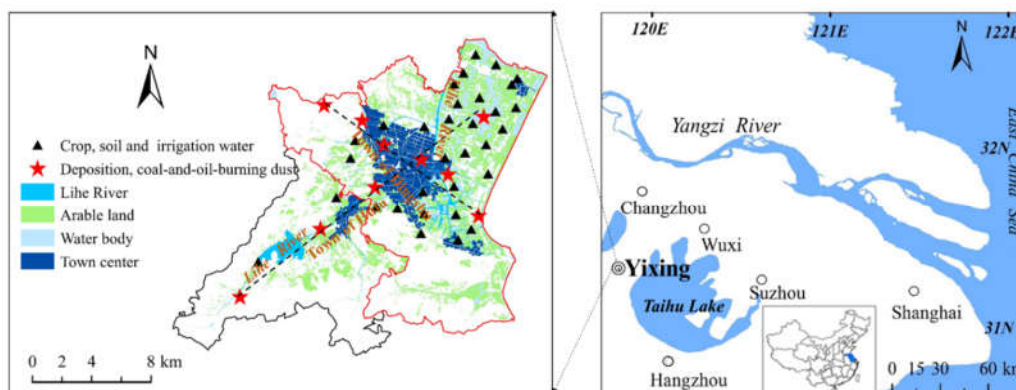 N
Crop, soil and irrigation water
Deposition, coal-and-oil-burning dust
Lihe River
Arable land
Water body
Town center
Lihe River
0 2 4 8 km
120E 121E 122E
N
Yangzi River
East China Sea
32N
Changzhou
Wuxi
Yixing
Suzhou
Taihu Lake
Shanghai
31N
Hangzhou
0 15 30 60 km